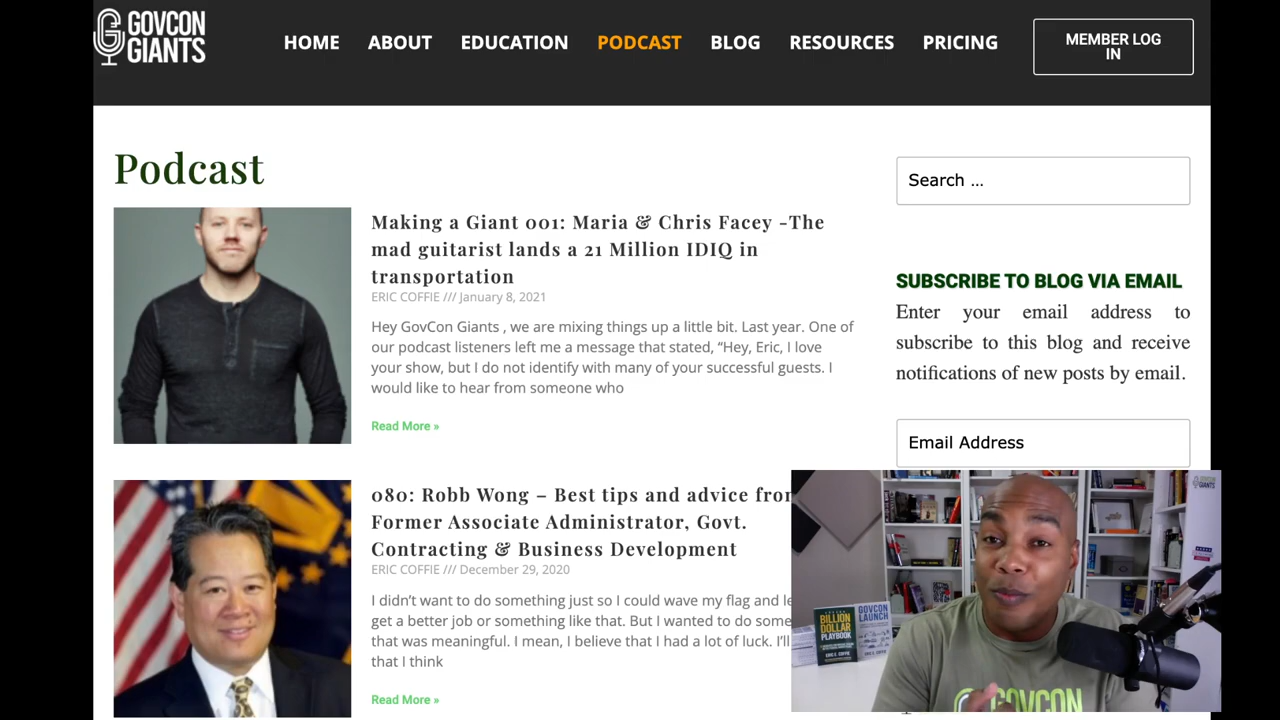 GOVCON
GIANTS
HOME ABOUT EDUCATION PODCAST BLOG RESOURCES PRICING
MEMBER LOG
IN
Podcast
Making a Giant 001: Maria & Chris Facey -The
mad guitarist lands a 21 Million IDIQ in
transportation
ERIC COFFIE /// January 8, 2021
Hey GovCon Giants , we are mixing things up a little bit. Last year. One of
our podcast listeners left me a message that stated, “Hey, Eric, I love
your show, but I do not identify with many of your successful guests. I
would like to hear from someone who
Read More »
080: Robb Wong – Best tips and advice from
Former Associate Administrator, Govt.
Contracting & Business Development
ERIC COFFIE /// December 29, 2020
I didn’t want to do something just so I could wave my flag and
get a better job or something like that. But I wanted to do
that was meaningful. I mean, I believe that I had a lot of luck. I’ll
that I think
Read More »
Search ...
SUBSCRIBE TO BLOG VIA EMAIL
Enter your email address to
subscribe to this blog and receive
notifications of new posts by email.
Email Address
BILLION
DOLLAR
PLAYBOOK
GOVCON
LAUNCH
GOVCON